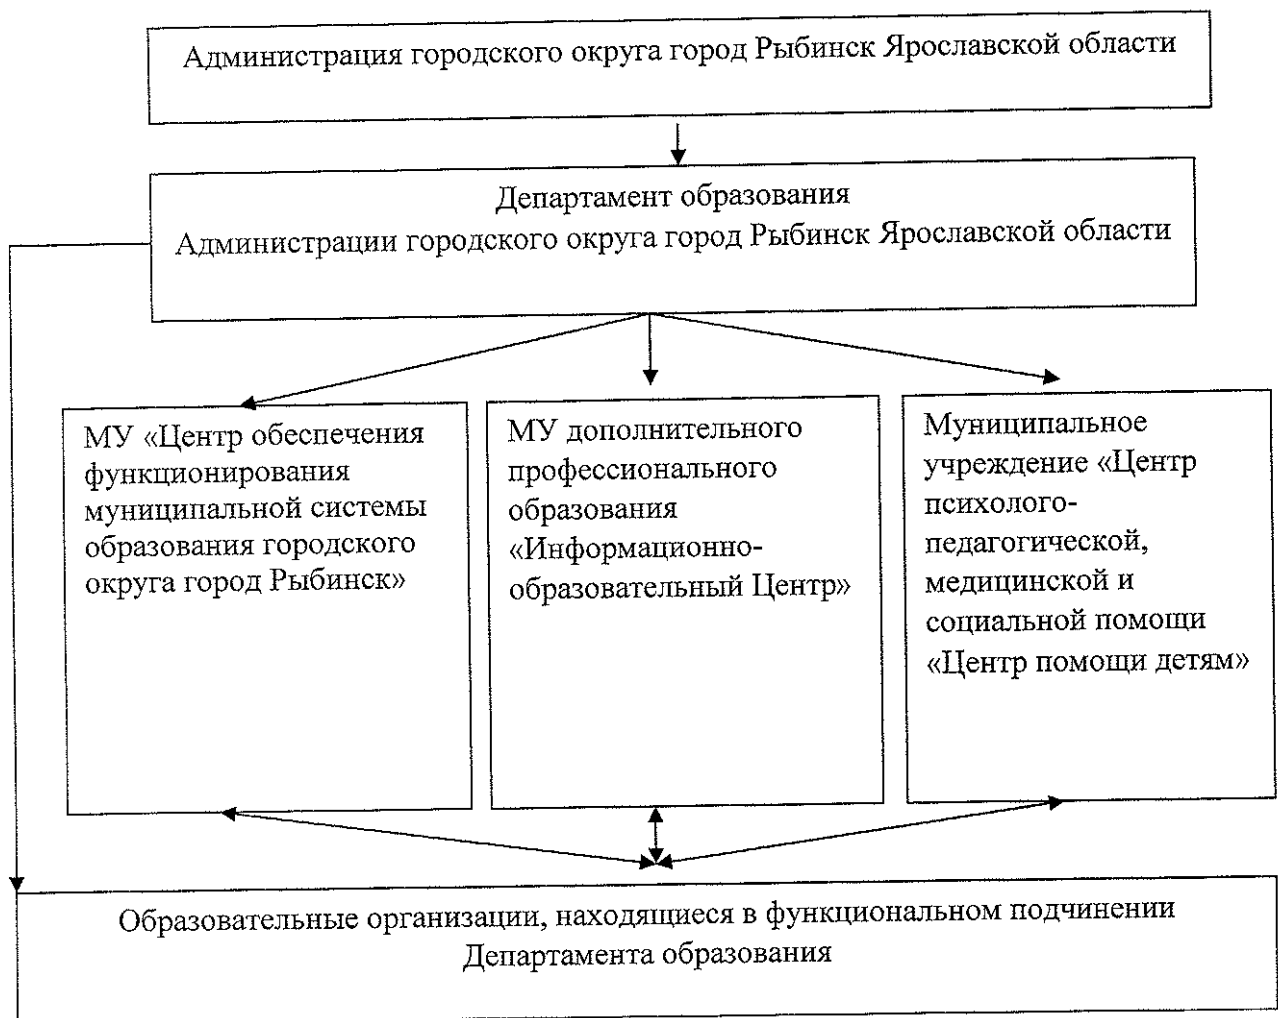 Администрация городского округа город Рыбинск Ярославской области
Департамент образования
Администрации городского округа город Рыбинск Ярославской области
МУ «Центр обеспечения
функционирования
муниципальной системы
образования городского
округа город Рыбинск»
МУ дополнительного
профессионального
образования
«Информационно-
образовательный Центр»
Муниципальное
учреждение «Центр
психолого-
педагогической,
медицинской и
социальной помощи
«Центр помощи детям»
Образовательные организации, находящиеся в функциональном подчинении
Департамента образования